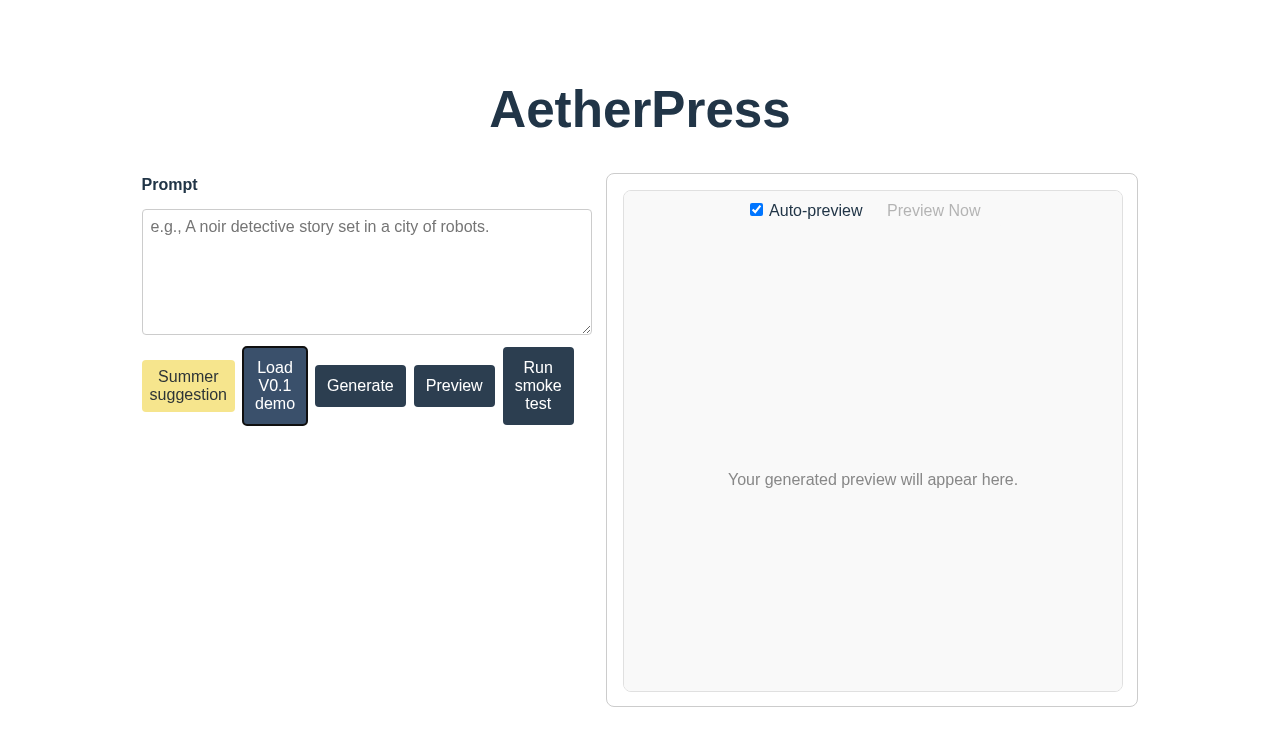 AetherPress
Prompt
e.g., A noir detective story set in a city of robots.
Summer
suggestion
Load
V0.1
demo
Generate
Preview
Run
smoke
test
Auto-preview
Preview Now
Your generated preview will appear here.